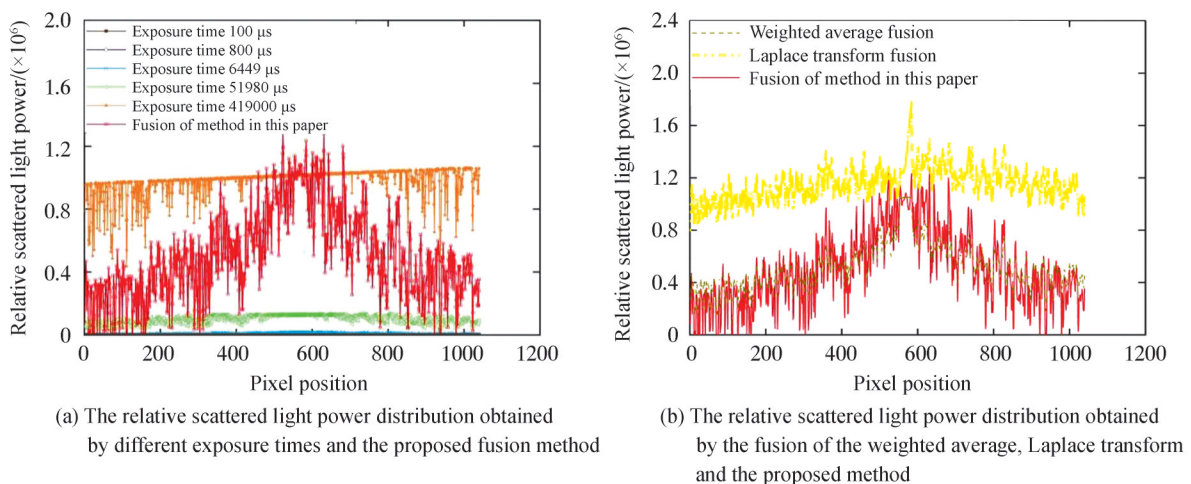 Relative scattered light power/(×10⁶)
2.0
1.6
1.2
0.8
0.4
0
Exposure time 100 μs
Exposure time 800 μs
Exposure time 6449 μs
Exposure time 51980 μs
Exposure time 419000 μs
Fusion of method in this paper
0 200 400 600 800 1000 1200
Pixel position
(a) The relative scattered light power distribution obtained
by different exposure times and the proposed fusion method
Relative scattered light power/(×10⁶)
2.4
2.0
1.6
1.2
0.8
0.4
0
Weighted average fusion
Laplace transform fusion
Fusion of method in this paper
0 200 400 600 800 1000 1200
Pixel position
(b) The relative scattered light power distribution obtained
by the fusion of the weighted average, Laplace transform
and the proposed method